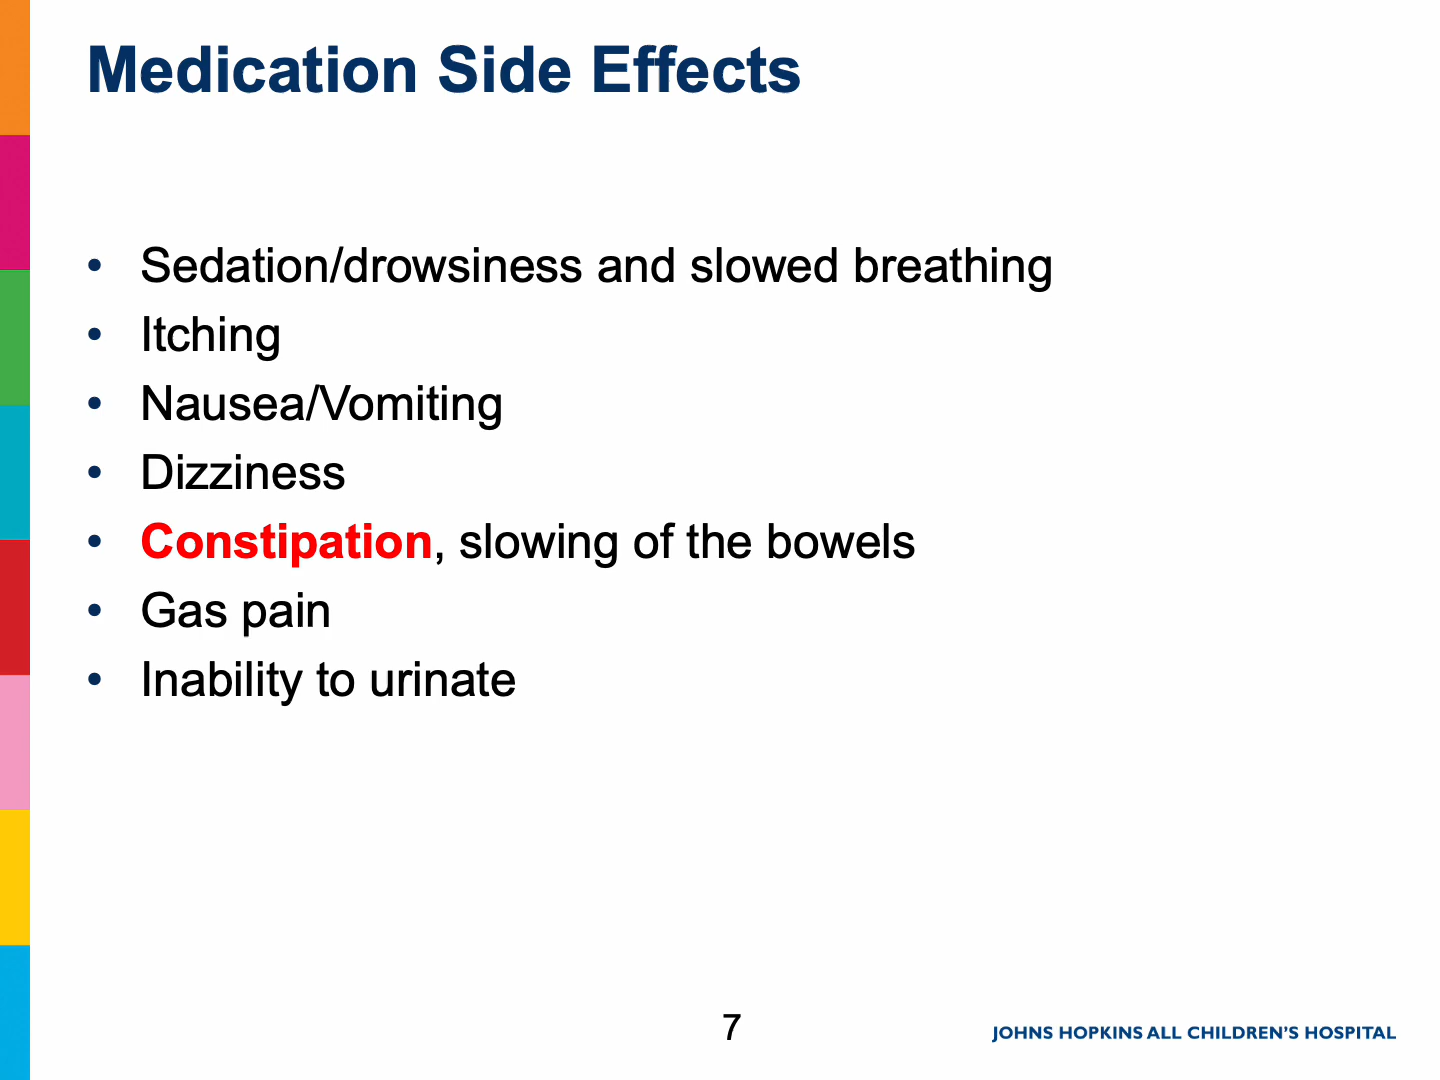 Medication Side Effects
• Sedation/drowsiness and slowed breathing
• Itching
• Nausea/Vomiting
• Dizziness
• Constipation, slowing of the bowels
• Gas pain
• Inability to urinate
7
JOHNS HOPKINS ALL CHILDREN’S HOSPITAL